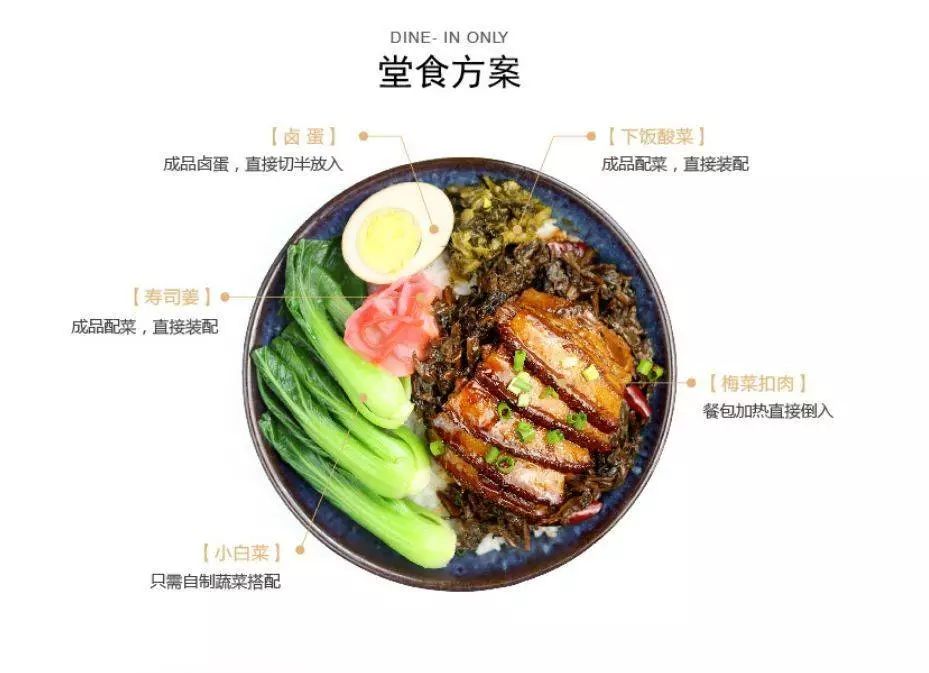 DINE- IN ONLY
堂食方案
【卤 蛋】
成品卤蛋，直接切半放入
【下饭酸菜】
成品配菜，直接装配
【寿司姜】
成品配菜，直接装配
【梅菜扣肉】
餐包加热直接倒入
【小白菜】
只需自制蔬菜搭配